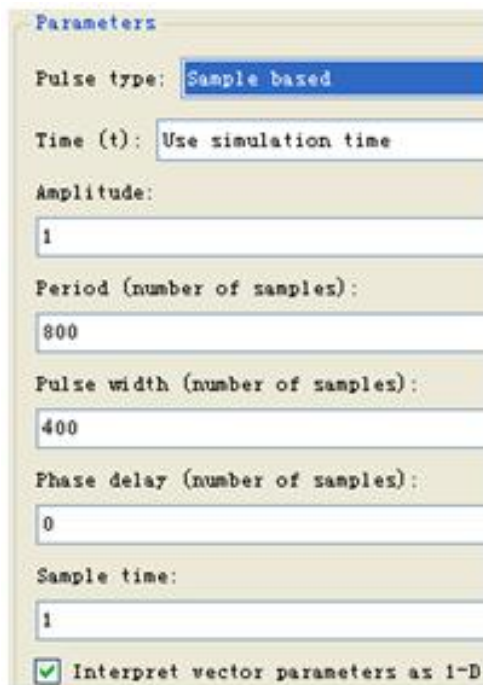 Parameters
Pulse type: Sample based
Time (t): Use simulation time
Amplitude:
1
Period (number of samples):
800
Pulse width (number of samples):
400
Phase delay (number of samples):
0
Sample time:
1
Interpret vector parameters as 1-D